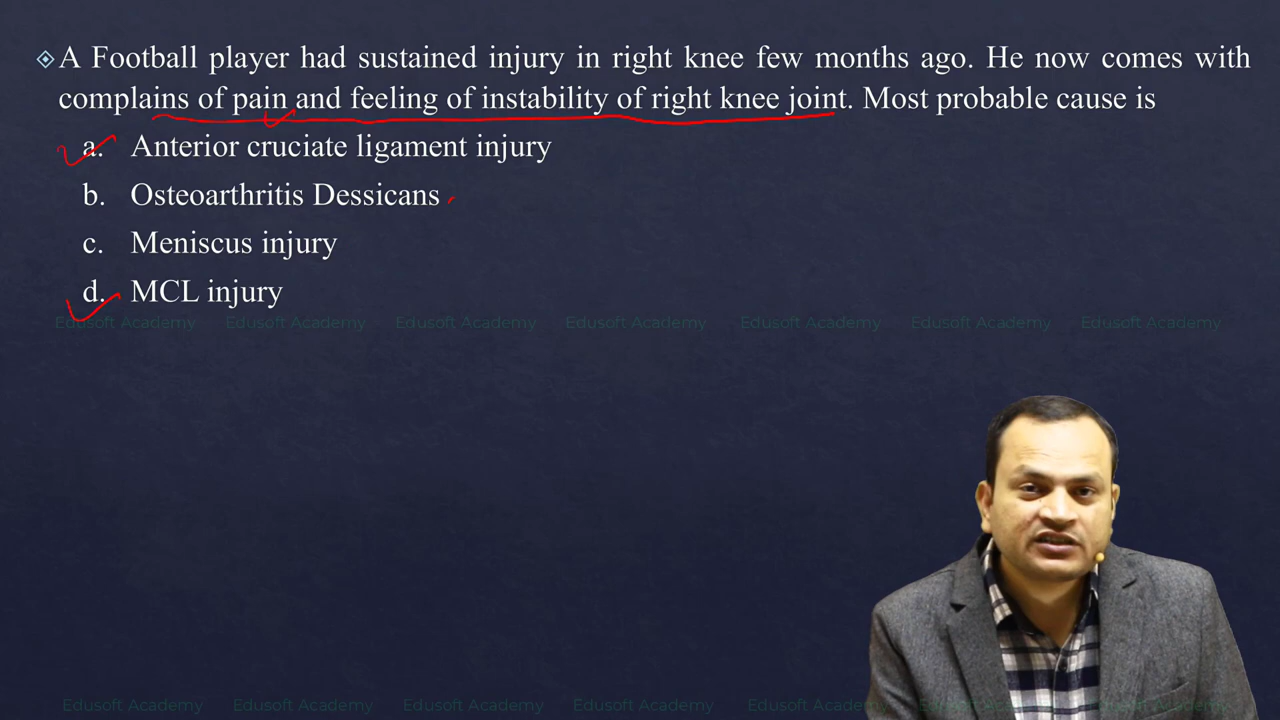 A Football player had sustained injury in right knee few months ago. He now comes with
complains of pain and feeling of instability of right knee joint. Most probable cause is
a. Anterior cruciate ligament injury
b. Osteoarthritis Dessicans
c. Meniscus injury
d. MCL injury
Edusoft Academy Edusoft Academy Edusoft Academy Edusoft Academy Edusoft Academy Edusoft Academy Edusoft Academy
Edusoft Academy Edusoft Academy Edusoft Academy Edusoft Academy Edusoft Academy